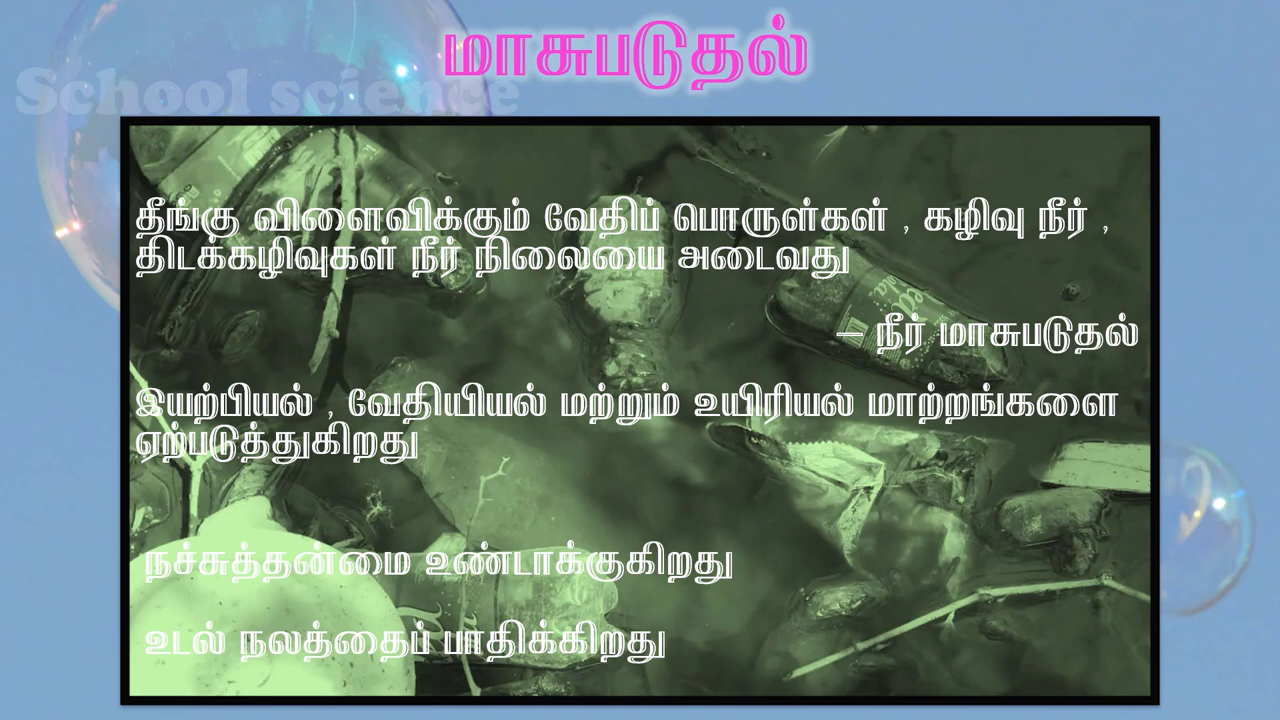 மாசுபடுதல்
School science
தீங்கு விளைவிக்கும் வேதிப் பொருள்கள் , கழிவு நீர் ,
திடக்கழிவுகள் நீர் நிலையை அடைவது
– நீர் மாசுபடுதல்
இயற்பியல் , வேதியியல் மற்றும் உயிரியல் மாற்றங்களை
ஏற்படுத்துகிறது
நச்சுத்தன்மை உண்டாக்குகிறது
உடல் நலத்தைப் பாதிக்கிறது